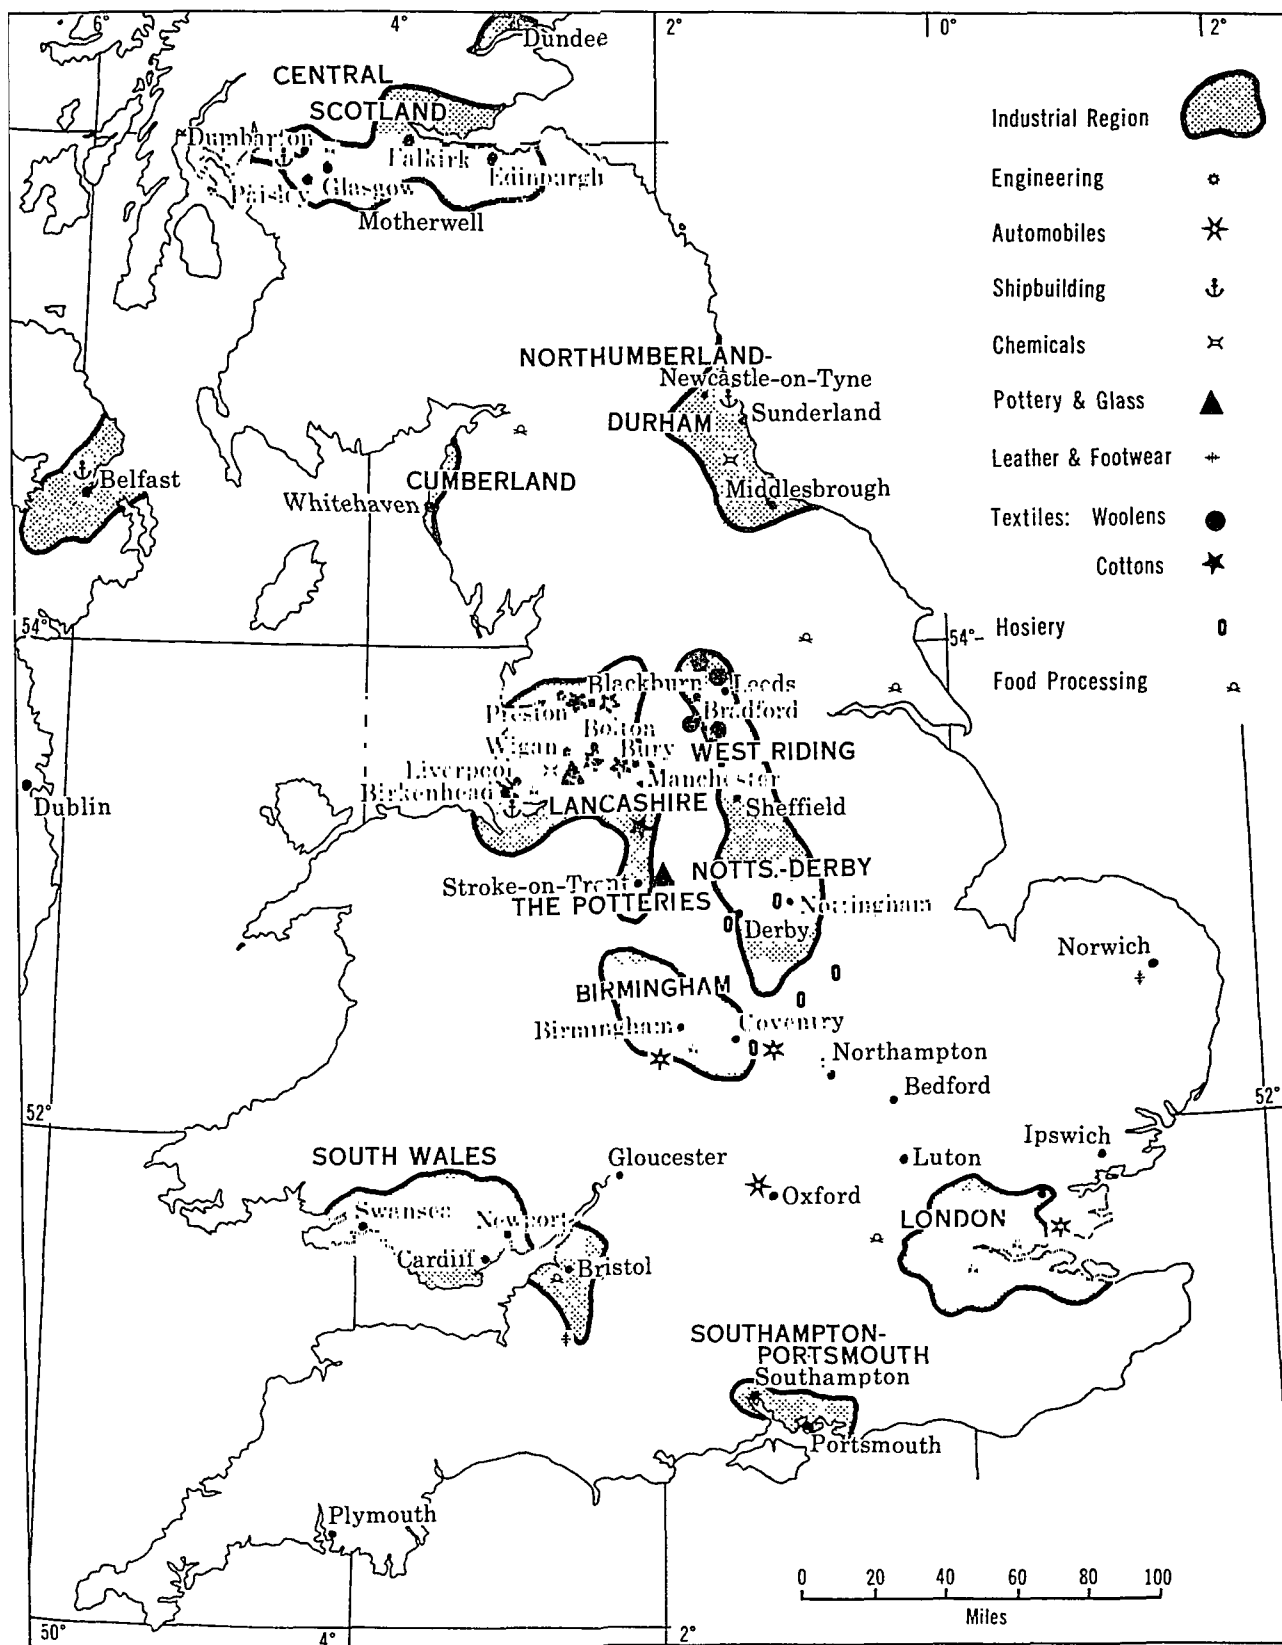 6°
4°
2
0°
2°
Dundee
CENTRAL
SCOTLAND
Dumbarton
Falkirk
Edinburgh
Paisley
Glasgow
Motherwell
Industrial Region
Engineering
Automobiles
Shipbuilding
Chemicals
Pottery & Glass
Leather & Footwear
Textiles: Woolens
Cottons
Hosiery
Food Processing
NORTHUMBERLAND-
Newcastle-on-Tyne
DURHAM
Sunderland
Middlesbrough
Belfast
CUMBERLAND
Whitehaven
54°
54°
Blackburn
Leeds
Preston
Bradford
Bolton
Wigan
Bury
WEST RIDING
Liverpool
Manchester
Birkenhead
LANCASHIRE
Sheffield
Dublin
Stroke-on-Trent
NOTTS.-DERBY
THE POTTERIES
Nottingham
Derby
Norwich
BIRMINGHAM
Birmingham
Coventry
Northampton
Bedford
52°
52°
Ipswich
SOUTH WALES
Gloucester
Luton
Oxford
Swansea
Newport
LONDON
Cardiff
Bristol
SOUTHAMPTON-
PORTSMOUTH
Southampton
Portsmouth
Plymouth
0 20 40 60 80 100
Miles
50°
4°
2°